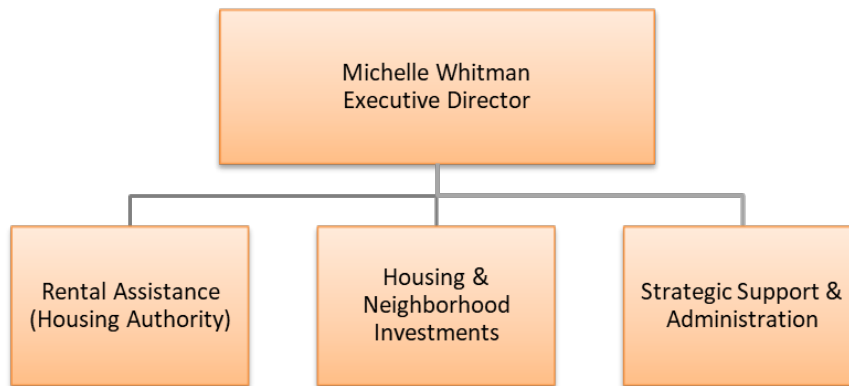 Michelle Whitman
Executive Director
Rental Assistance
(Housing Authority)
Housing &
Neighborhood
Investments
Strategic Support &
Administration